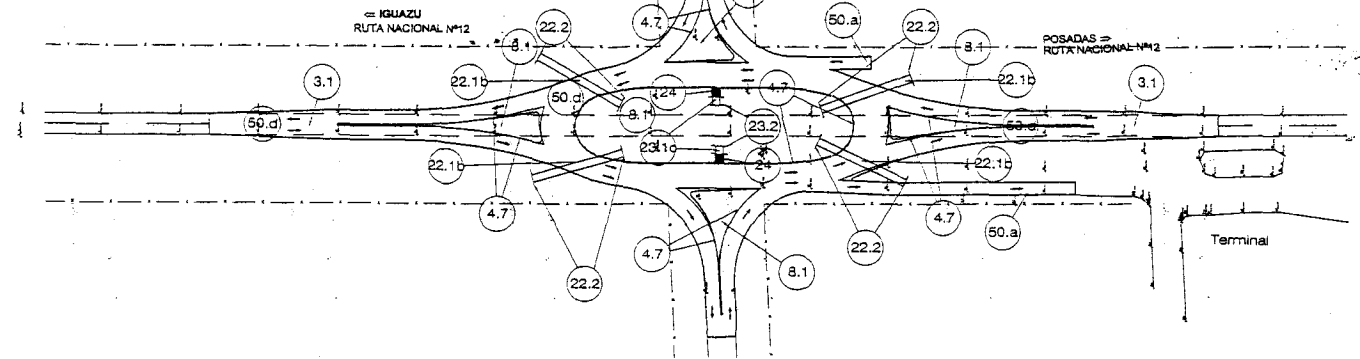 ⇐ IGUAZU
RUTA NACIONAL Nº12
4.7
50.a
22.2
22.2
8.1
8.1
POSADAS ⇒
RUTA NACIONAL Nº12
3.1
22.1b
50.d
24
4.7
22.1b
3.1
50.d
8.1
23.2
23.1c
24
22.1b
22.1b
4.7
4.7
50.a
22.2
4.7
8.1
22.2
Terminal